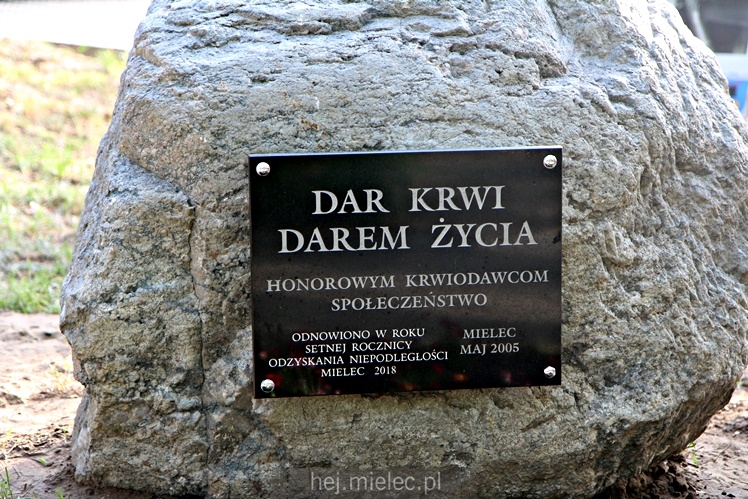 DAR KRWI
DAREM ŻYCIA
HONOROWYM KRWIODAWCOM
SPOŁECZEŃSTWO
ODNOWIONO W ROKU
SETNEJ ROCZNICY
ODZYSKANIA NIEPODLEGŁOŚCI
MIELEC 2018
MIELEC
MAJ 2005
hej.mielec.pl